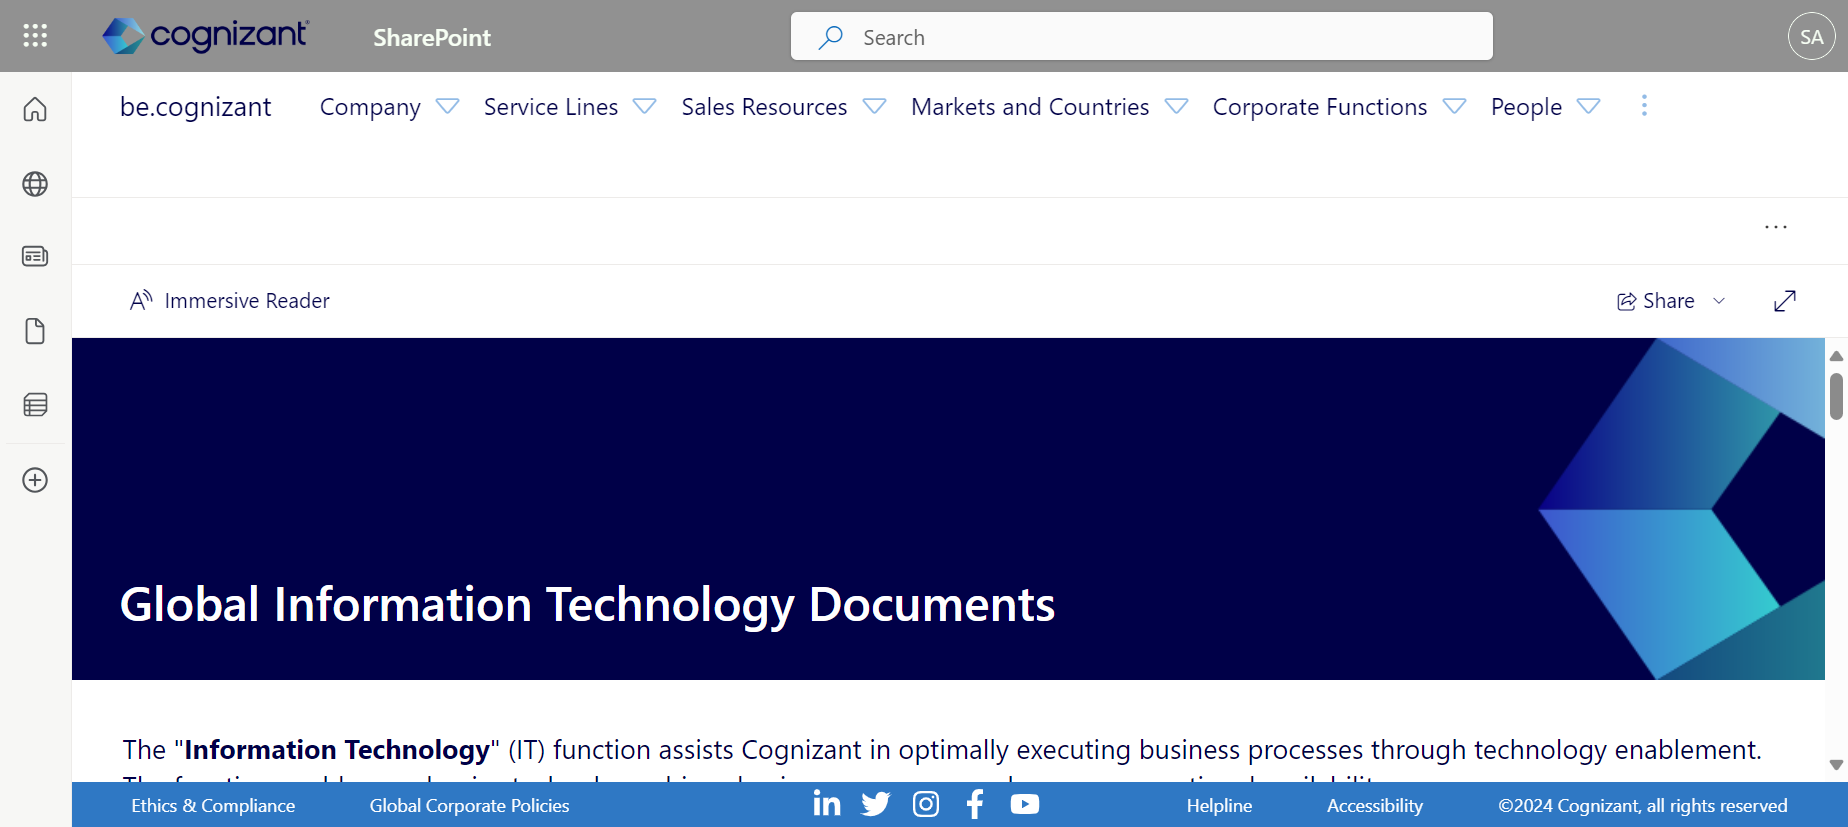 cognizant
SharePoint
Search
SA
be.cognizant
Company
Service Lines
Sales Resources
Markets and Countries
Corporate Functions
People
Immersive Reader
Share
Global Information Technology Documents
The "Information Technology" (IT) function assists Cognizant in optimally executing business processes through technology enablement.
Ethics & Compliance
Global Corporate Policies
Helpline
Accessibility
©2024 Cognizant, all rights reserved